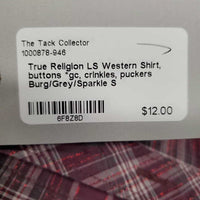 The Tack Collector
1000878-946
True Religion LS Western Shirt,
buttons *gc, crinkles, puckers
Burg/Grey/Sparkle S
$12.00
6F8Z8D